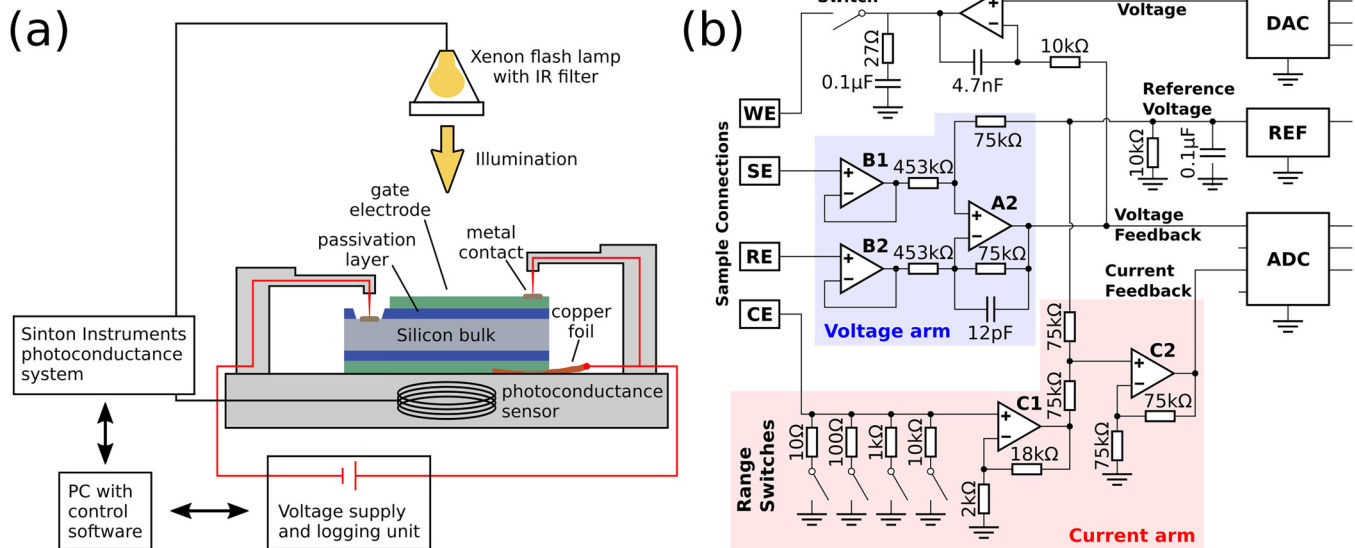 (a)
Xenon flash lamp
with IR filter
Illumination
gate
electrode
passivation
layer
metal
contact
copper
foil
Silicon bulk
Sinton Instruments
photoconductance
system
photoconductance
sensor
PC with
control
software
Voltage supply
and logging unit
(b)
Switch
Voltage
DAC
27Ω
0.1µF
4.7nF
10kΩ
Reference
Voltage
REF
10kΩ
0.1µF
Sample Connections
WE
SE
RE
CE
75kΩ
B1
453kΩ
A2
B2
453kΩ
75kΩ
12pF
Voltage arm
Voltage
Feedback
ADC
Current
Feedback
75kΩ
C2
75kΩ
75kΩ
75kΩ
C1
18kΩ
2kΩ
Range
Switches
10Ω
100Ω
1kΩ
10kΩ
Current arm